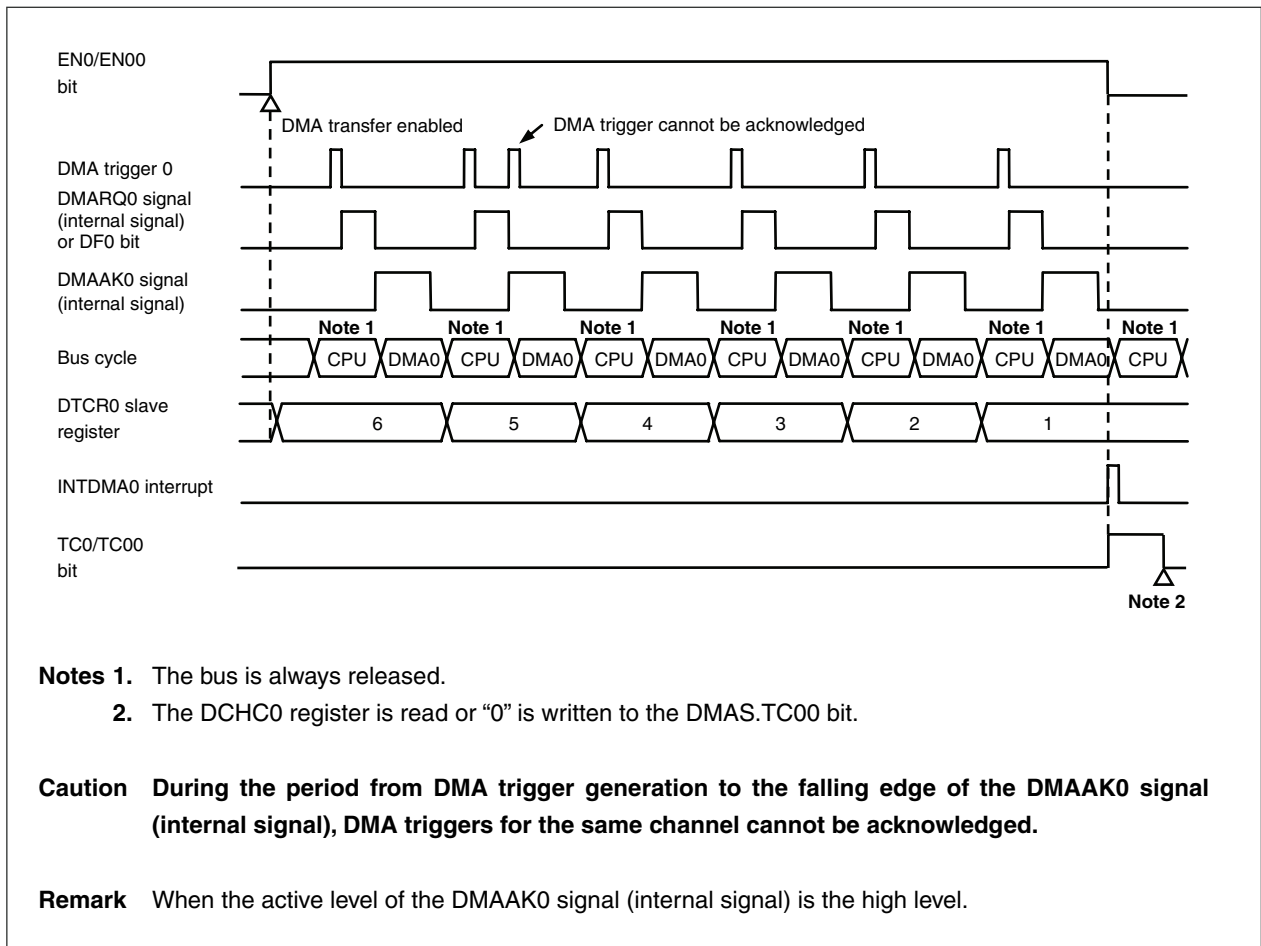 EN0/EN00
bit
DMA transfer enabled
DMA trigger cannot be acknowledged
DMA trigger 0
DMARQ0 signal
(internal signal)
or DF0 bit
DMAAK0 signal
(internal signal)
Note 1 Note 1 Note 1 Note 1 Note 1 Note 1 Note 1
Bus cycle CPU DMA0 CPU DMA0 CPU DMA0 CPU DMA0 CPU DMA0 CPU DMA0 CPU
DTCR0 slave
register
6 5 4 3 2 1
INTDMA0 interrupt
TC0/TC00
bit
Note 2
Notes 1. The bus is always released.
2. The DCHC0 register is read or “0” is written to the DMAS.TC00 bit.
Caution During the period from DMA trigger generation to the falling edge of the DMAAK0 signal
(internal signal), DMA triggers for the same channel cannot be acknowledged.
Remark When the active level of the DMAAK0 signal (internal signal) is the high level.